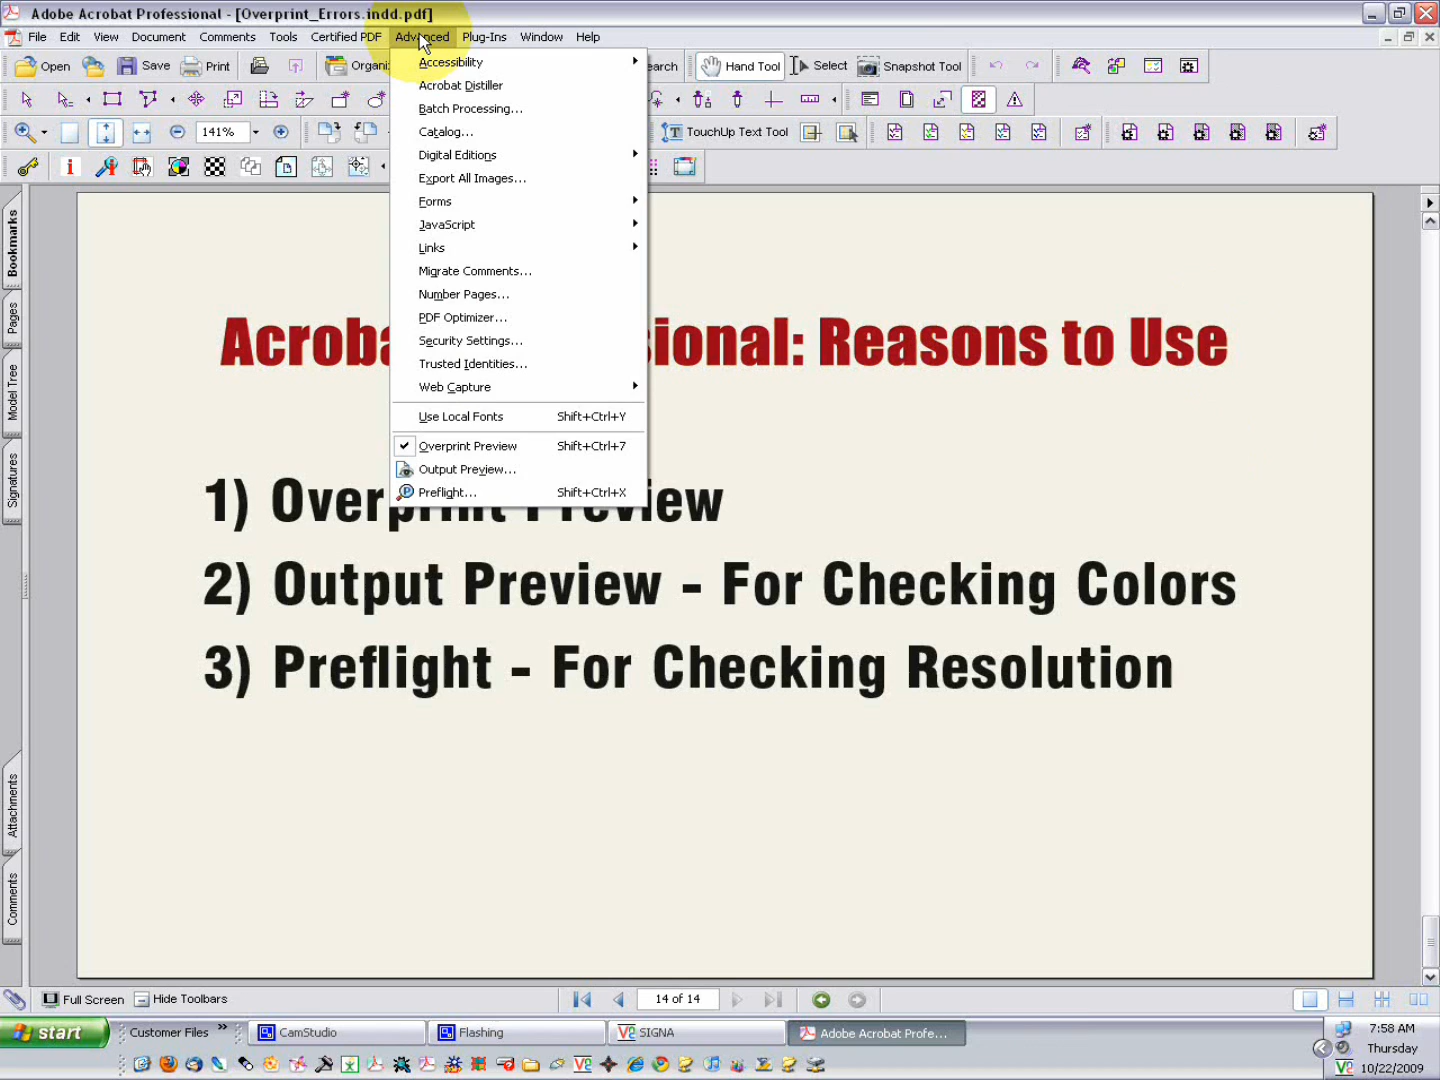 Adobe Acrobat Professional - [Overprint_Errors.indd.pdf]
File Edit View Document Comments Tools Certified PDF Advanced Plug-Ins Window Help
Open Save Print
Hand Tool Select Snapshot Tool
141% TouchUp Text Tool
Accessibility
Acrobat Distiller
Batch Processing...
Catalog...
Digital Editions
Export All Images...
Forms
JavaScript
Links
Migrate Comments...
Number Pages...
PDF Optimizer...
Security Settings...
Trusted Identities...
Web Capture
Use Local Fonts Shift+Ctrl+Y
Overprint Preview Shift+Ctrl+7
Output Preview...
Preflight... Shift+Ctrl+X
Bookmarks
Pages
Model Tree
Signatures
Attachments
Comments
Reasons to Use
1)
2) Output Preview - For Checking Colors
3) Preflight - For Checking Resolution
Full Screen Hide Toolbars 14 of 14
start Customer Files CamStudio Flashing SIGNA Adobe Acrobat Profe...
7:58 AM
Thursday
10/22/2009